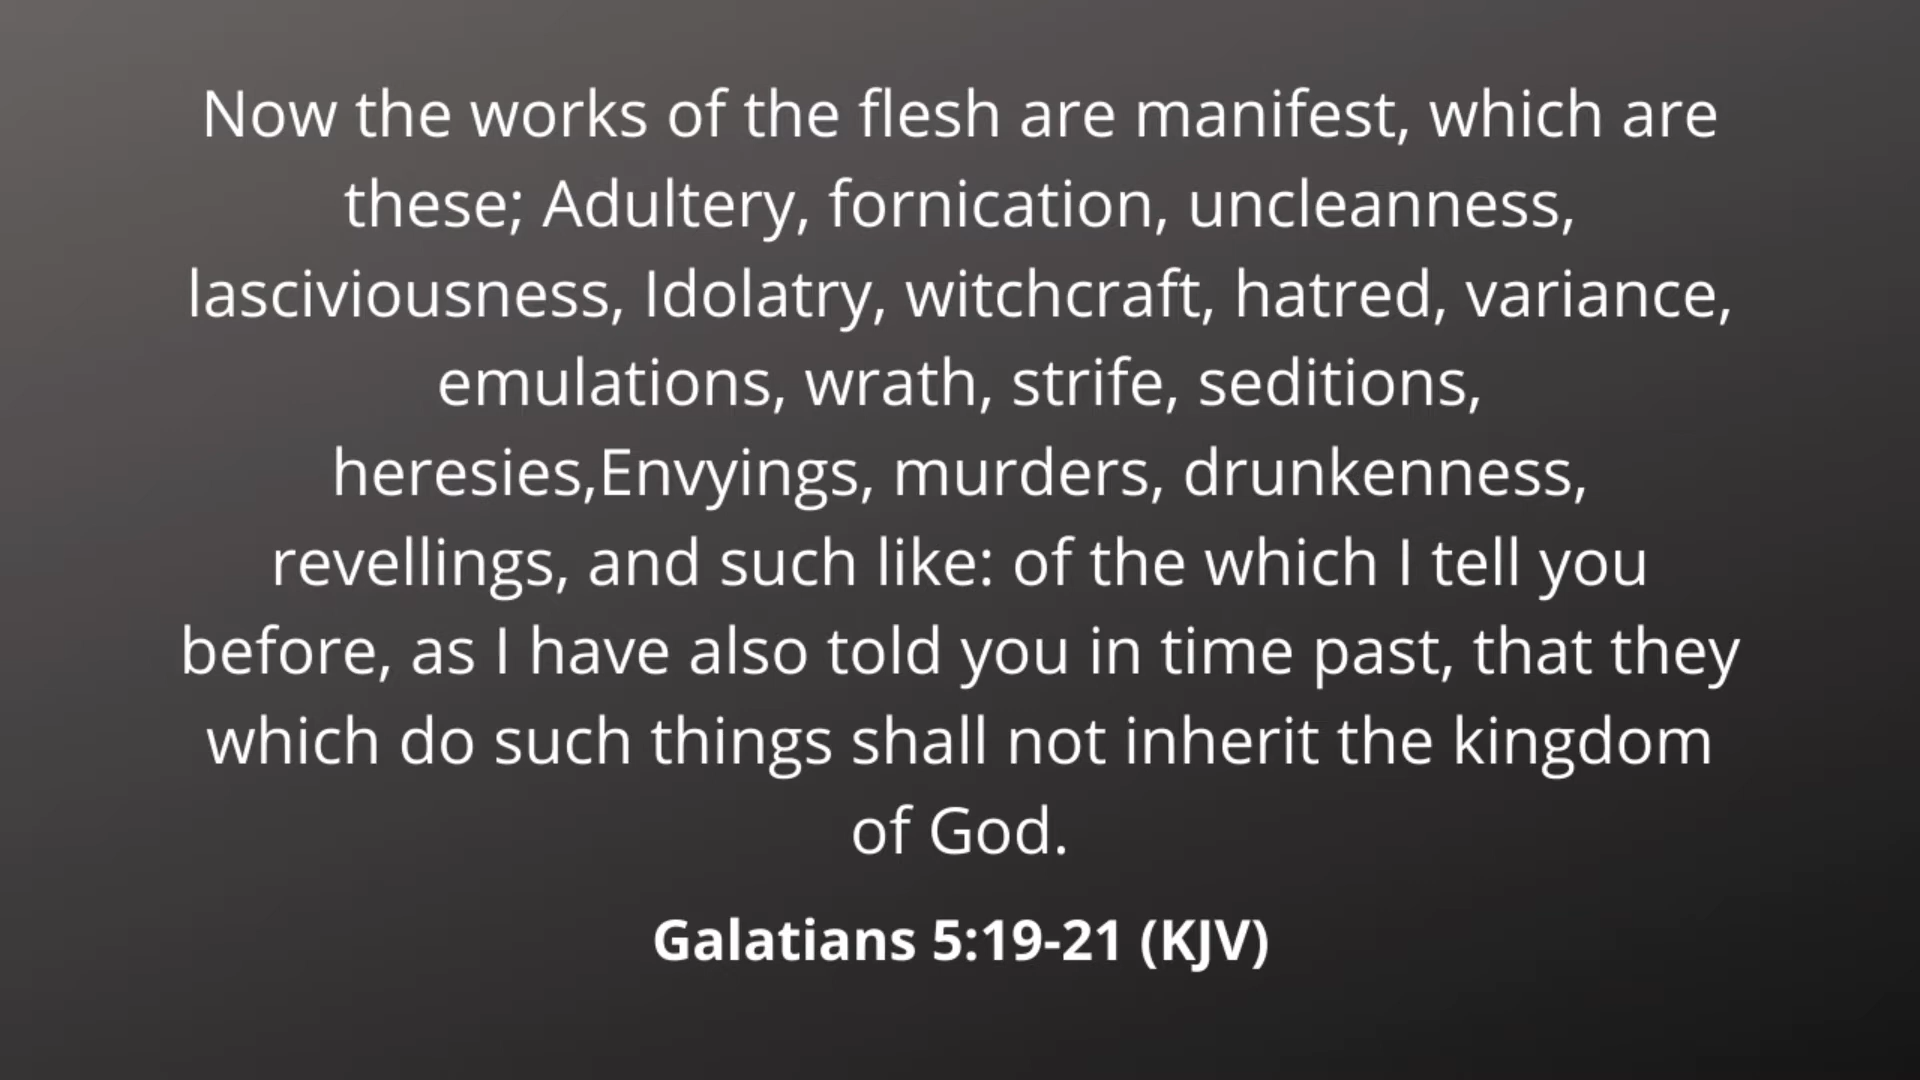 Now the works of the flesh are manifest, which are
these; Adultery, fornication, uncleanness,
lasciviousness, Idolatry, witchcraft, hatred, variance,
emulations, wrath, strife, seditions,
heresies,Envyings, murders, drunkenness,
revellings, and such like: of the which I tell you
before, as I have also told you in time past, that they
which do such things shall not inherit the kingdom
of God.
Galatians 5:19-21 (KJV)